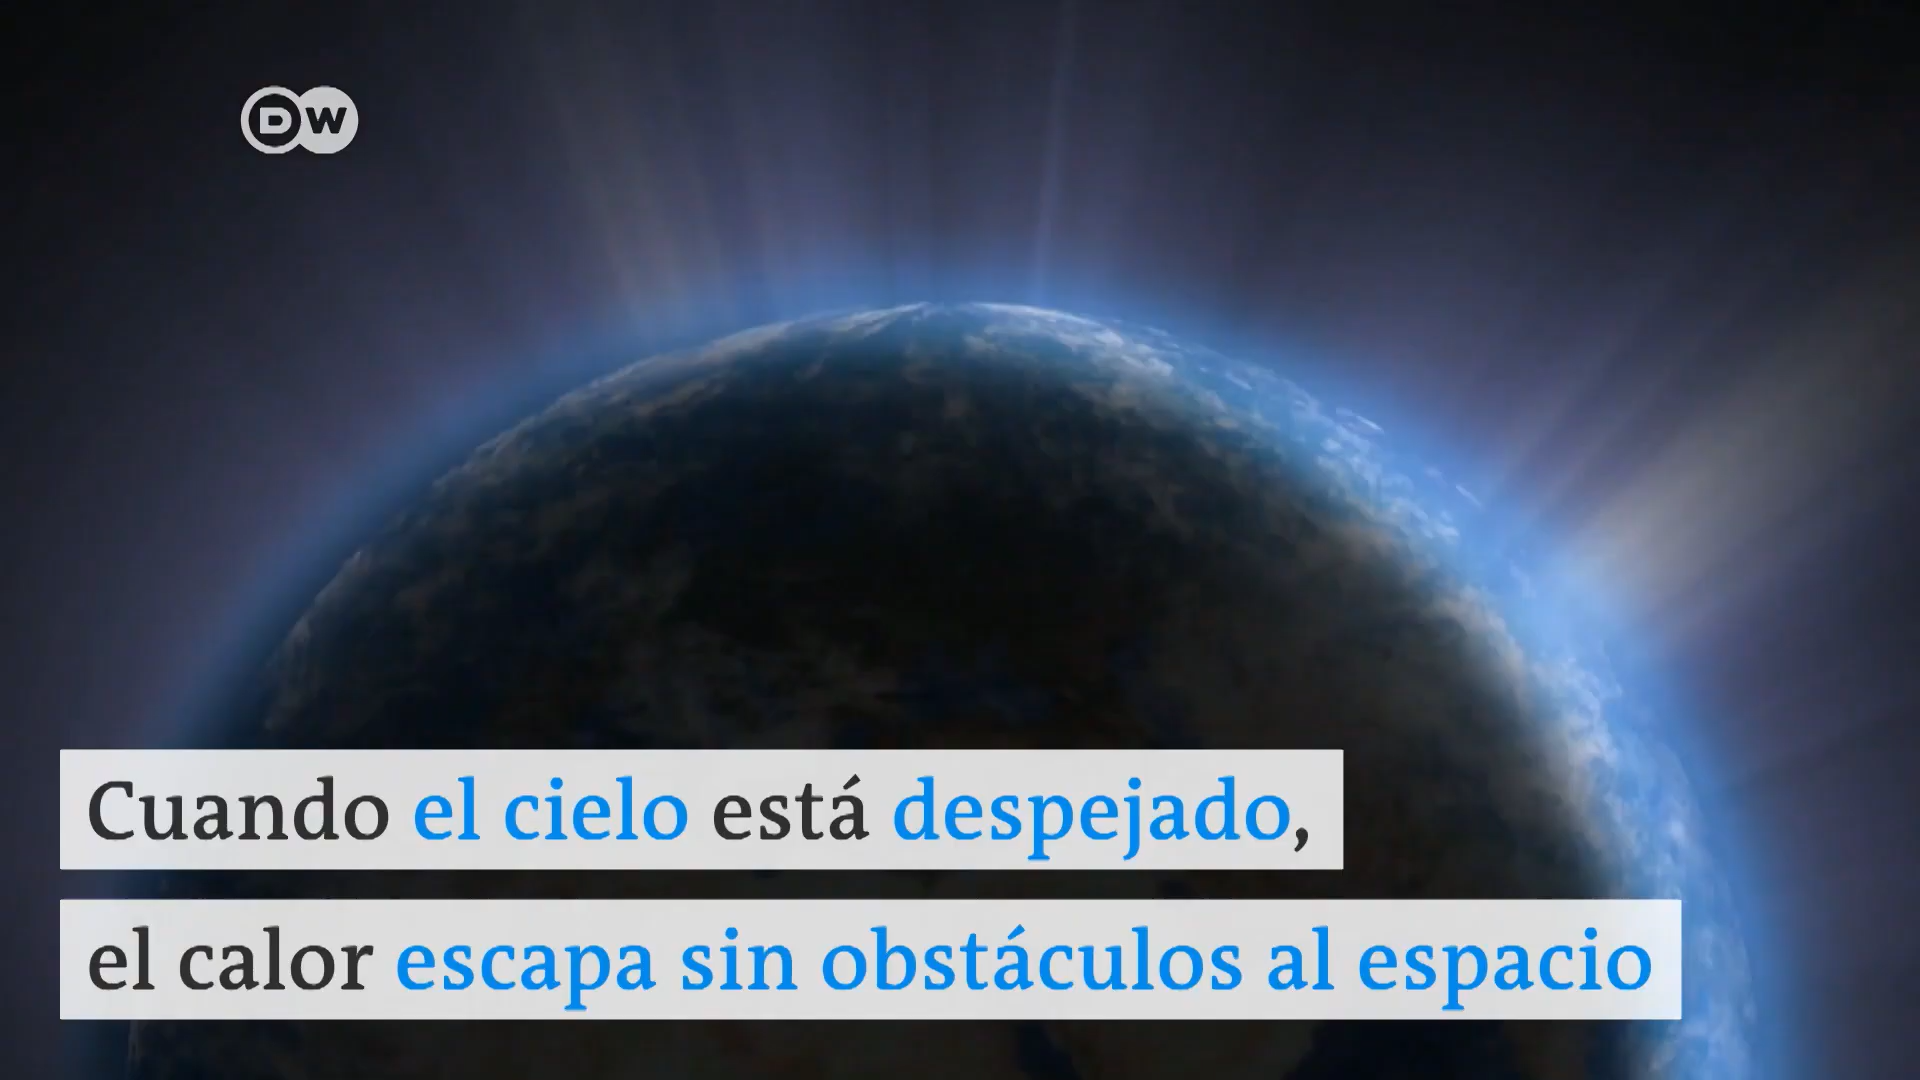 DW
Cuando el cielo está despejado,
el calor escapa sin obstáculos al espacio